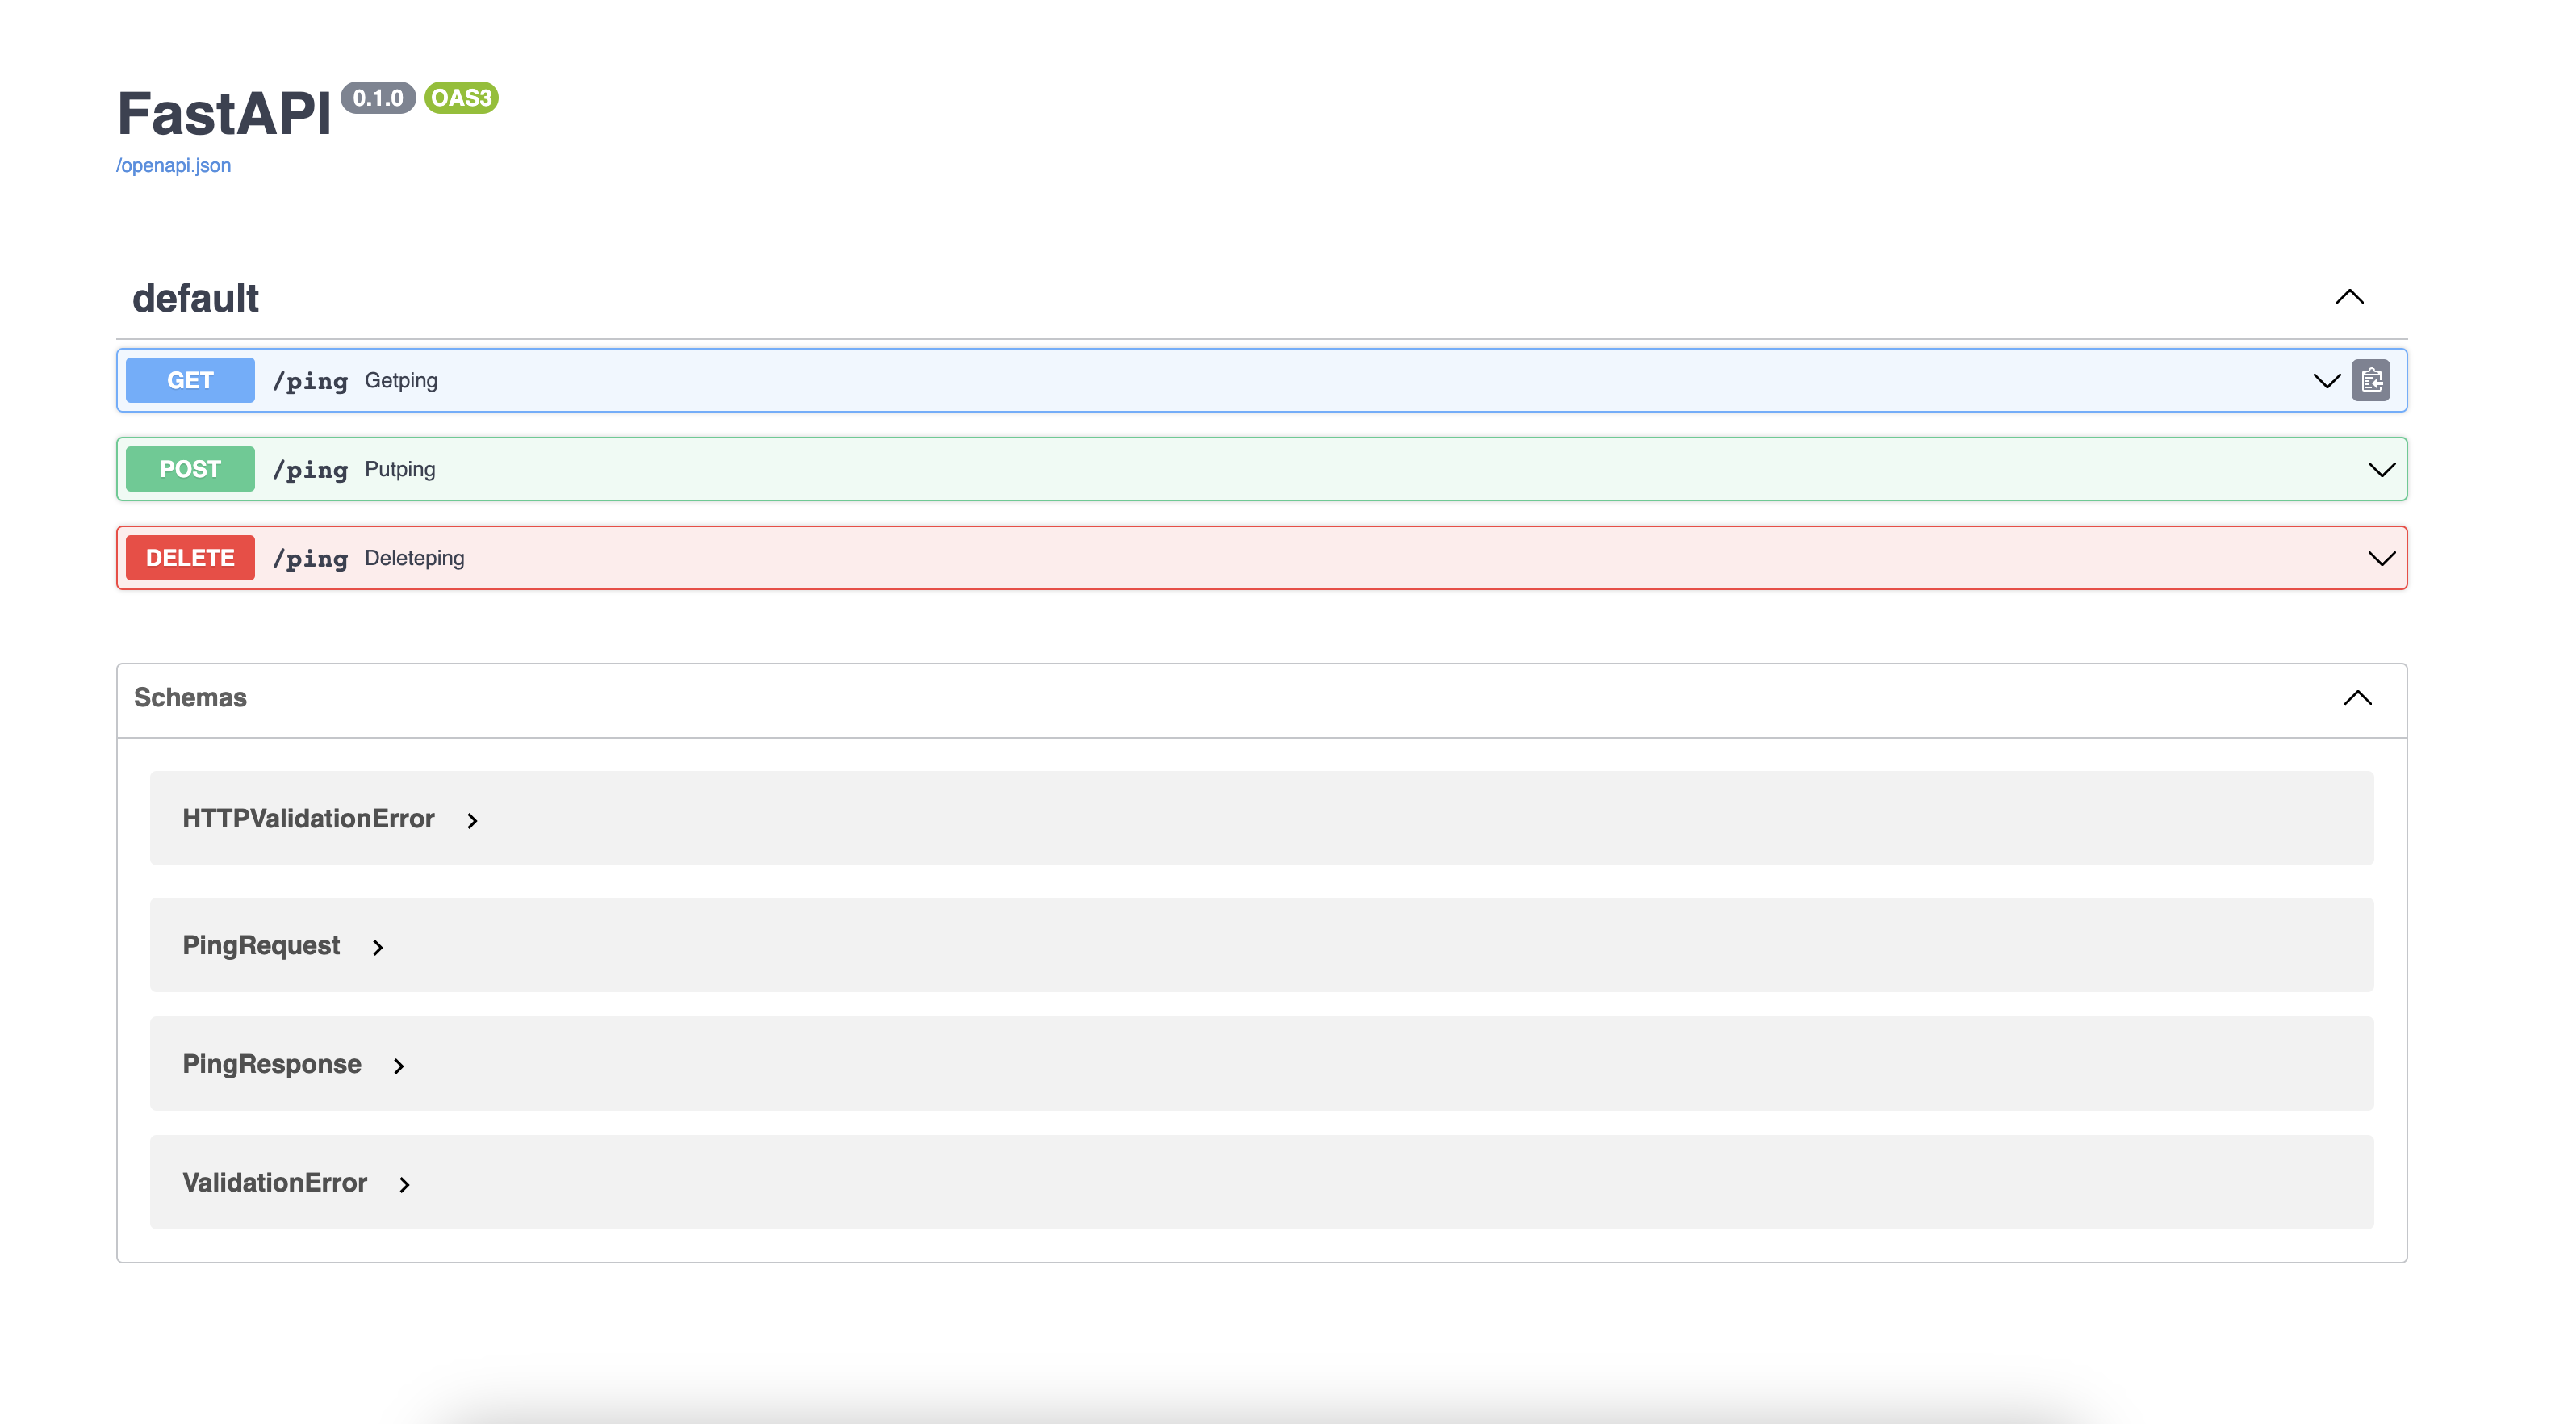 FastAPI 0.1.0 OAS3
/openapi.json
default
GET /ping Getping
POST /ping Putping
DELETE /ping Deleteping
Schemas
HTTPValidationError
PingRequest
PingResponse
ValidationError